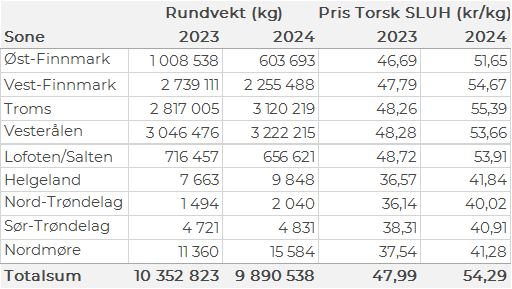 Rundvekt (kg) Pris Torsk SLUH (kr/kg)
Sone 2023 2024 2023 2024
Øst-Finnmark 1 008 538 603 693 46,69 51,65
Vest-Finnmark 2 739 111 2 255 488 47,79 54,67
Troms 2 817 005 3 120 219 48,26 55,39
Vesterålen 3 046 476 3 222 215 48,28 53,66
Lofoten/Salten 716 457 656 621 48,72 53,91
Helgeland 7 663 9 848 36,57 41,84
Nord-Trøndelag 1 494 2 040 36,14 40,02
Sør-Trøndelag 4 721 4 831 38,31 40,91
Nordmøre 11 360 15 584 37,54 41,28
Totalsum 10 352 823 9 890 538 47,99 54,29